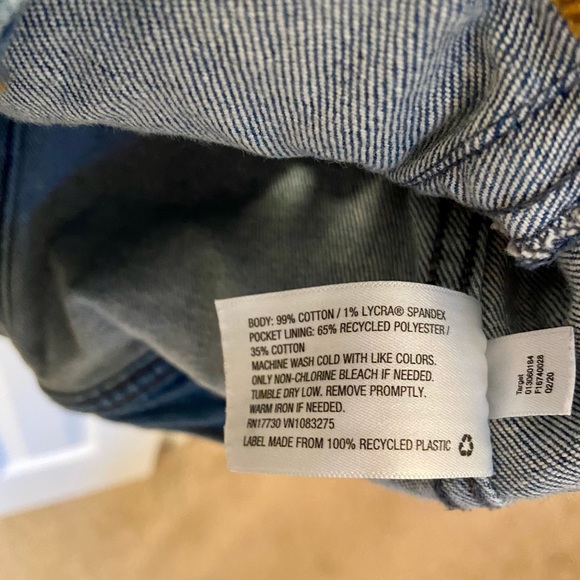 BODY: 99% COTTON / 1% LYCRA® SPANDEX
POCKET LINING: 65% RECYCLED POLYESTER /
35% COTTON
MACHINE WASH COLD WITH LIKE COLORS.
ONLY NON-CHLORINE BLEACH IF NEEDED.
TUMBLE DRY LOW. REMOVE PROMPTLY.
WARM IRON IF NEEDED.
RN17730 VN1083275
LABEL MADE FROM 100% RECYCLED PLASTIC
Target
013060184
F16740028
02/20